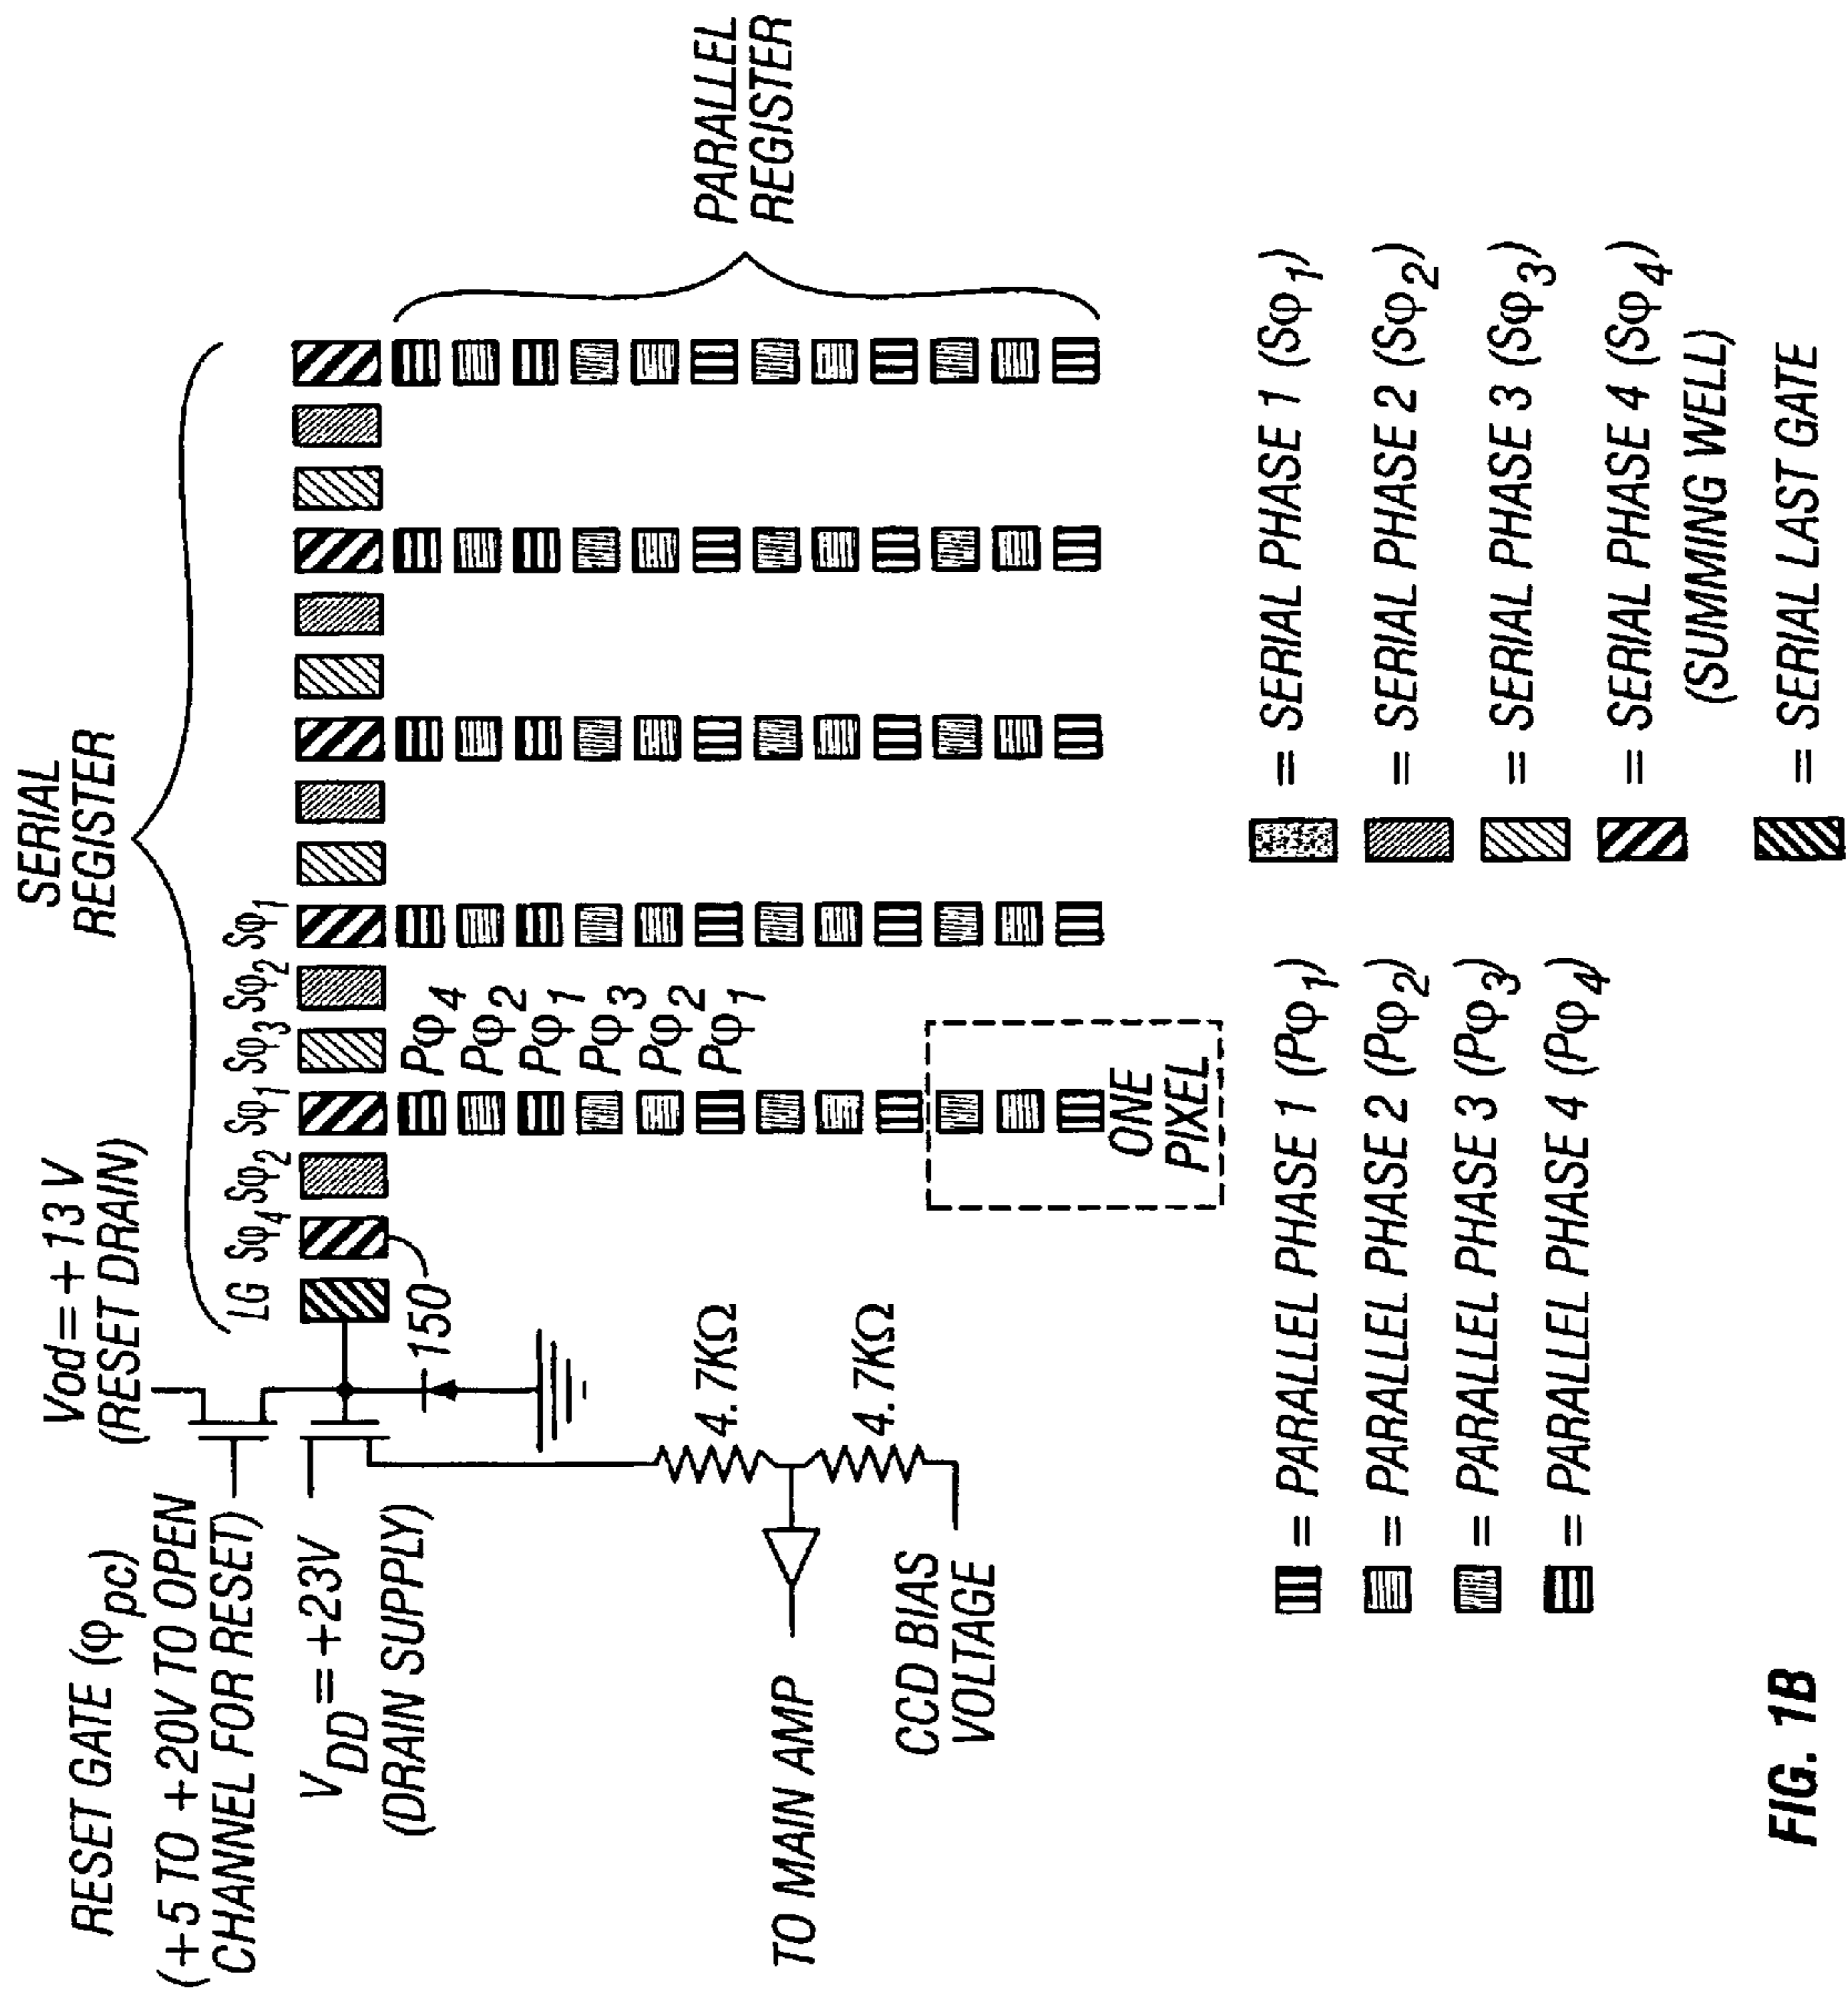 SERIAL
REGISTER
Vod=+13 V
(RESET DRAIN)
RESET GATE (φpc)
(+5 TO +20V TO OPEN
CHANNEL FOR RESET)
VDD=+23V
(DRAIN SUPPLY)
LG Sφ4 Sφ2 Sφ1 Sφ3 Sφ2 Sφ1
150
Pφ4
Pφ2
Pφ1
Pφ3
Pφ2
Pφ1
PARALLEL
REGISTER
4.7KΩ
4.7KΩ
TO MAIN AMP
CCD BIAS
VOLTAGE
ONE
PIXEL
= PARALLEL PHASE 1 (Pφ1)
= PARALLEL PHASE 2 (Pφ2)
= PARALLEL PHASE 3 (Pφ3)
= PARALLEL PHASE 4 (Pφ4)
= SERIAL PHASE 1 (Sφ1)
= SERIAL PHASE 2 (Sφ2)
= SERIAL PHASE 3 (Sφ3)
= SERIAL PHASE 4 (Sφ4)
(SUMMING WELL)
= SERIAL LAST GATE
FIG. 1B